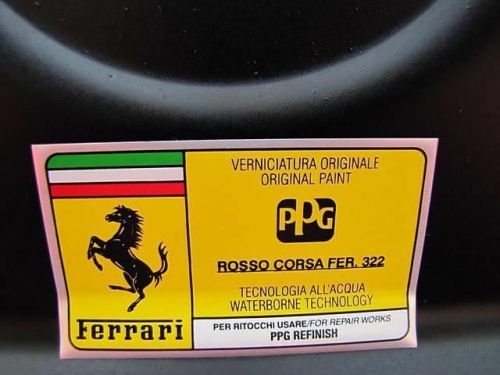 VERNICIATURA ORIGINALE
ORIGINAL PAINT
PPG
ROSSO CORSA FER. 322
TECNOLOGIA ALL'ACQUA
WATERBORNE TECHNOLOGY
Ferrari
PER RITOCCHI USARE/FOR REPAIR WORKS
PPG REFINISH